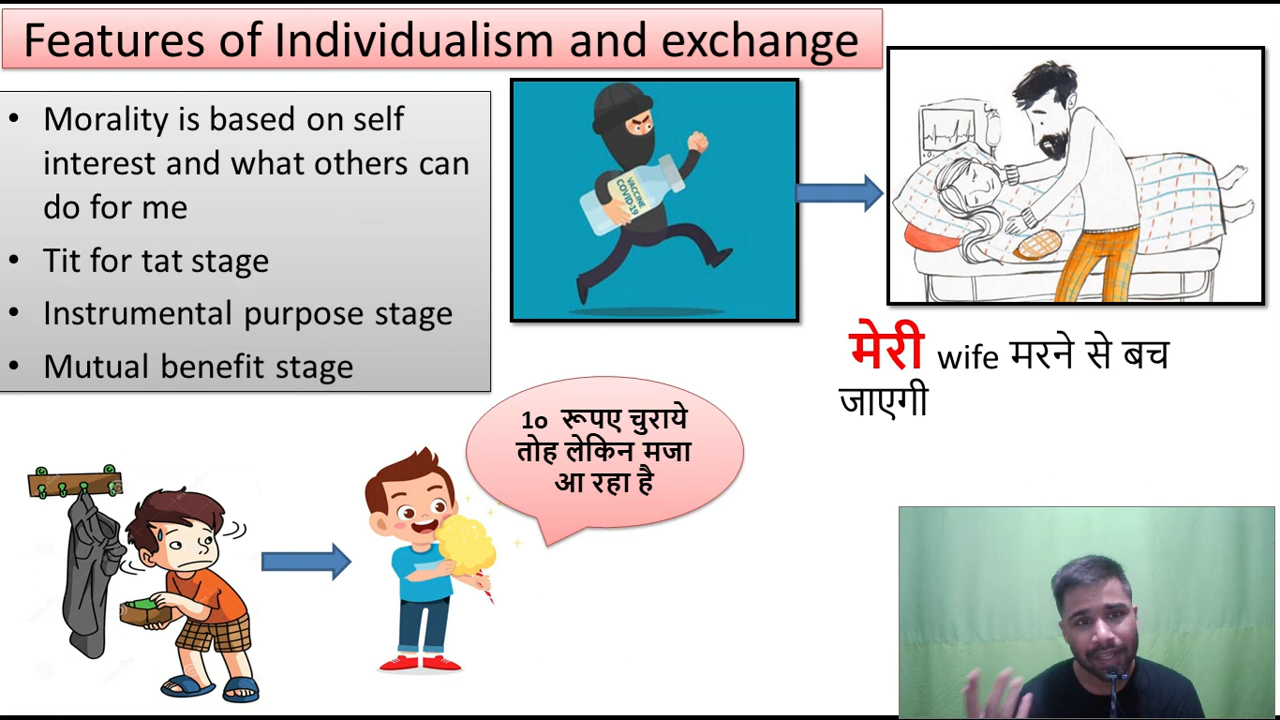 Features of Individualism and exchange
• Morality is based on self
interest and what others can
do for me
• Tit for tat stage
• Instrumental purpose stage
• Mutual benefit stage
VACCINE
COVID19
मेरी wife मरने से बच
जाएगी
1o रूपए चुराये
तोह लेकिन मजा
आ रहा है